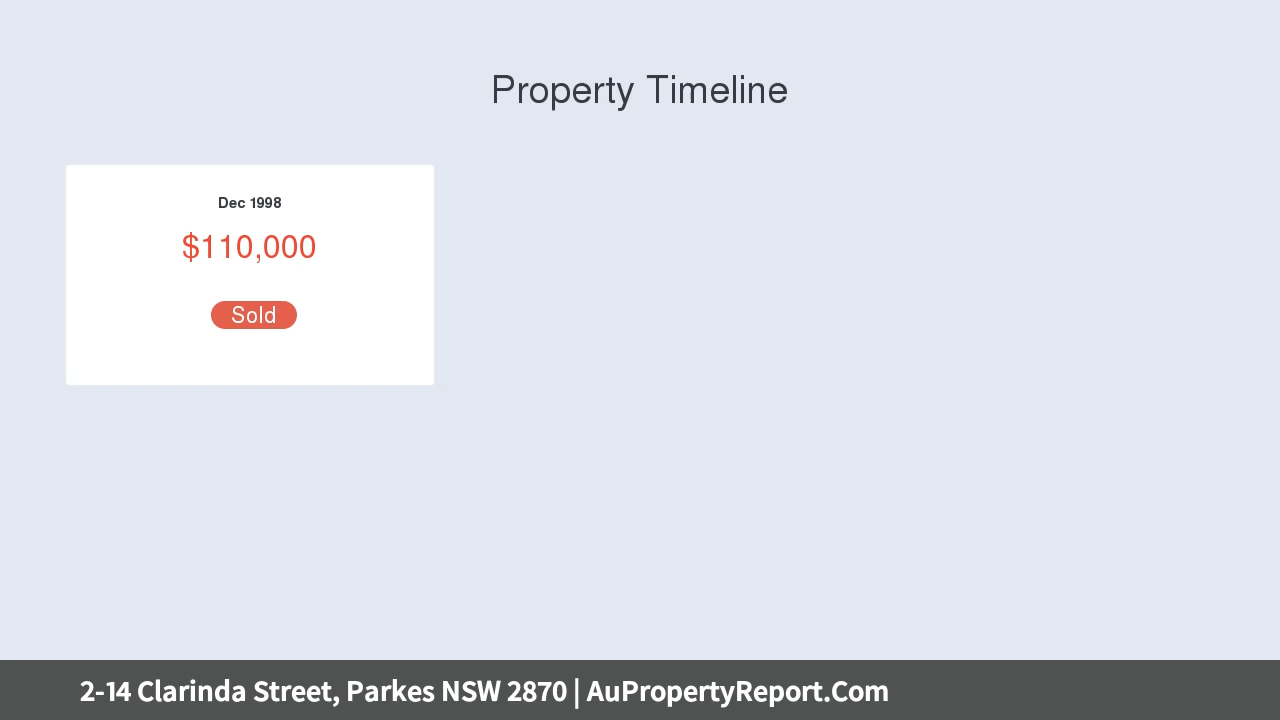 Property Timeline
Dec 1998
$110,000
Sold
2-14 Clarinda Street, Parkes NSW 2870 | AuPropertyReport.Com